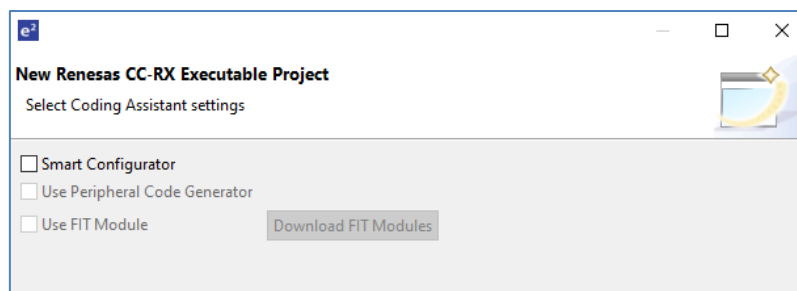 e²
New Renesas CC-RX Executable Project
Select Coding Assistant settings
Smart Configurator
Use Peripheral Code Generator
Use FIT Module Download FIT Modules